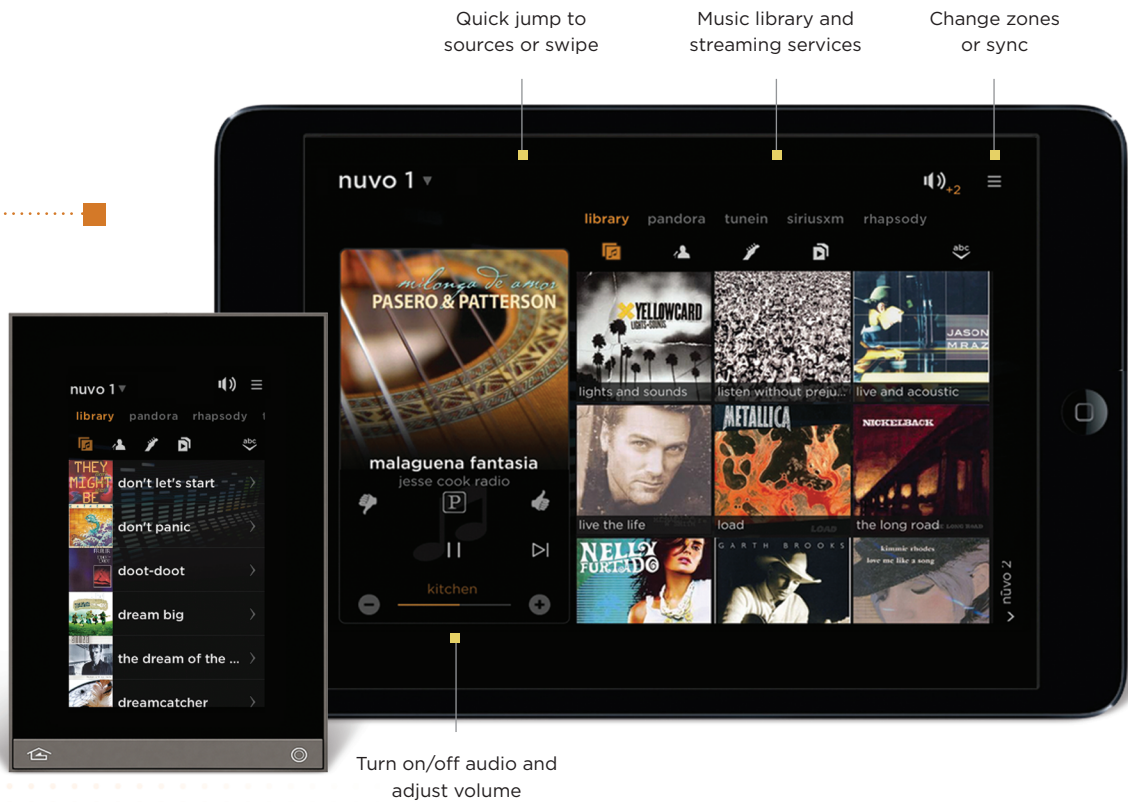 Quick jump to
sources or swipe
Music library and
streaming services
Change zones
or sync
nuvo 1
+2
library pandora tunein siriusxm rhapsody
abc
milonga de amor
PASERO & PATTERSON
malaguena fantasia
jesse cook radio
P
kitchen
YELLOWCARD
LIGHTS AND SOUNDS
lights and sounds
listen without preju...
JASON
MRAZ
live and acoustic
live the life
METALLICA
LOAD
load
NICKELBACK
the long road
NELLY
FURTADO
GARTH BROOKS
kimmie rhodes
love me like a song
nüvo 2
nuvo 1
library pandora rhapsody t
abc
THEY
MIGHT
BE
don't let's start
don't panic
doot-doot
dream big
the dream of the ...
dreamcatcher
Turn on/off audio and
adjust volume